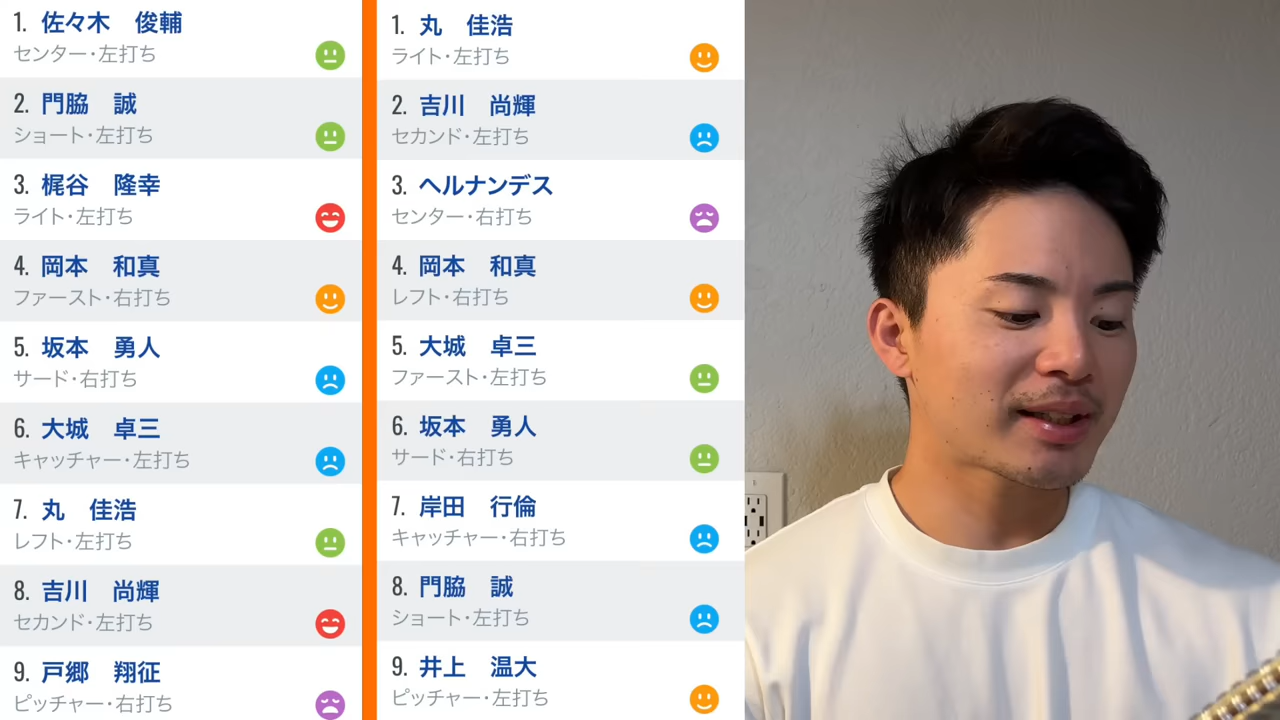 1. 佐々木　俊輔
センター・左打ち
2. 門脇　誠
ショート・左打ち
3. 梶谷　隆幸
ライト・左打ち
4. 岡本　和真
ファースト・右打ち
5. 坂本　勇人
サード・右打ち
6. 大城　卓三
キャッチャー・左打ち
7. 丸　佳浩
レフト・左打ち
8. 吉川　尚輝
セカンド・左打ち
9. 戸郷　翔征
ピッチャー・右打ち
1. 丸　佳浩
ライト・左打ち
2. 吉川　尚輝
セカンド・左打ち
3. ヘルナンデス
センター・右打ち
4. 岡本　和真
レフト・右打ち
5. 大城　卓三
ファースト・左打ち
6. 坂本　勇人
サード・右打ち
7. 岸田　行倫
キャッチャー・右打ち
8. 門脇　誠
ショート・左打ち
9. 井上　温大
ピッチャー・左打ち